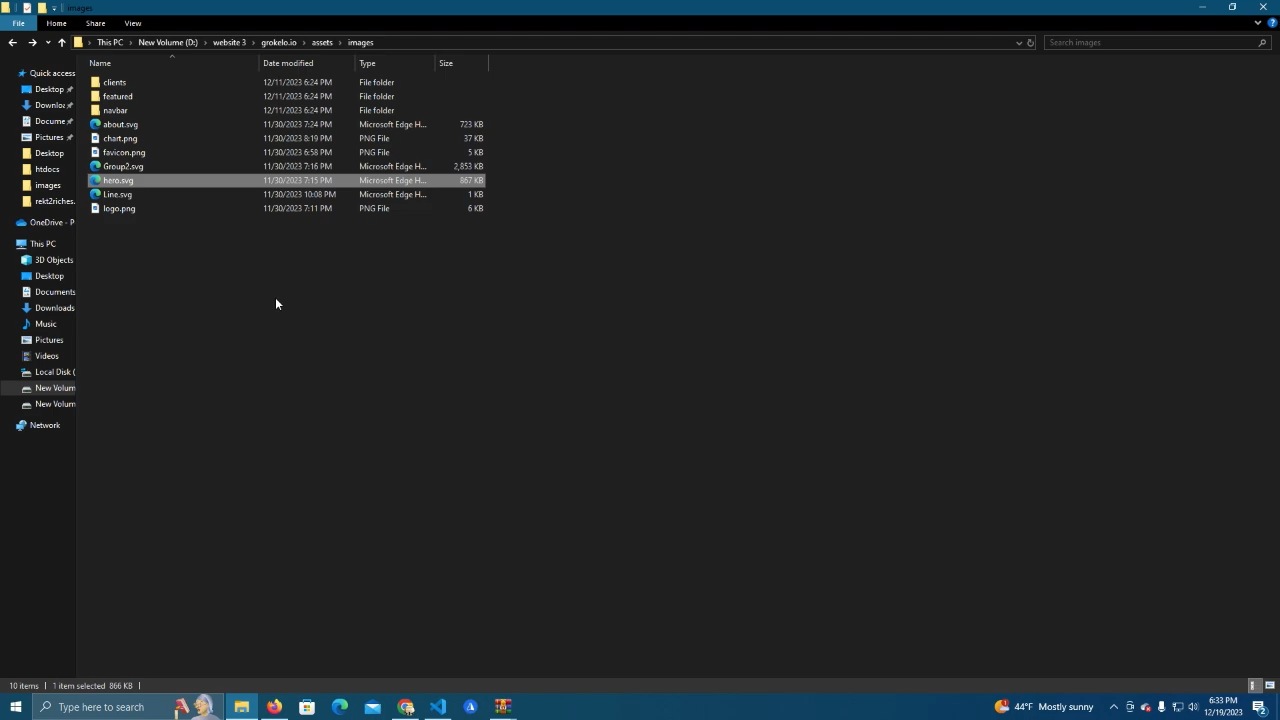 images
File Home Share View
This PC New Volume (D:) website 3 grokelo.io assets images
Search images
Name Date modified Type Size
clients 12/11/2023 6:24 PM File folder
featured 12/11/2023 6:24 PM File folder
navbar 12/11/2023 6:24 PM File folder
about.svg 11/30/2023 7:24 PM Microsoft Edge H... 723 KB
chart.png 11/30/2023 8:19 PM PNG File 37 KB
favicon.png 11/30/2023 6:58 PM PNG File 5 KB
Group2.svg 11/30/2023 7:16 PM Microsoft Edge H... 2,853 KB
hero.svg 11/30/2023 7:15 PM Microsoft Edge H... 867 KB
Line.svg 11/30/2023 10:08 PM Microsoft Edge H... 1 KB
logo.png 11/30/2023 7:11 PM PNG File 6 KB
Quick access
Desktop
Downloa
Docume
Pictures
Desktop
htdocs
images
rekt2riches.
OneDrive - P
This PC
3D Objects
Desktop
Documents
Downloads
Music
Pictures
Videos
Local Disk (
New Volum
New Volum
Network
10 items 1 item selected 866 KB
Type here to search
44°F Mostly sunny
6:33 PM
12/19/2023
2